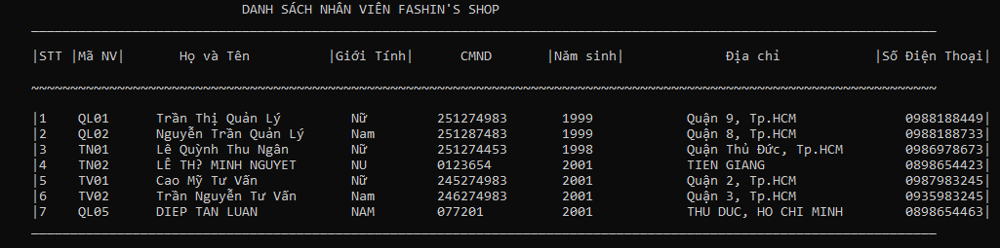 DANH SÁCH NHÂN VIÊN FASHIN'S SHOP
|STT |Mã NV| Họ và Tên |Giới Tính| CMND |Năm sinh| Địa chỉ |Số Điện Thoại|
|1 QL01 Trần Thị Quản Lý Nữ 251274983 1999 Quận 9, Tp.HCM 0988188449|
|2 QL02 Nguyễn Trần Quản Lý Nam 251287483 1999 Quận 8, Tp.HCM 0988188733|
|3 TN01 Lê Quỳnh Thu Ngân Nữ 251274453 1998 Quận Thủ Đức, Tp.HCM 0986978673|
|4 TN02 LÊ TH? MINH NGUYET NU 0123654 2001 TIEN GIANG 0898654423|
|5 TV01 Cao Mỹ Tư Vấn Nữ 245274983 2001 Quận 2, Tp.HCM 0987983245|
|6 TV02 Trần Nguyễn Tư Vấn Nam 246274983 2001 Quận 3, Tp.HCM 0935983245|
|7 QL05 DIEP TAN LUAN NAM 077201 2001 THU DUC, HO CHI MINH 0898654463|